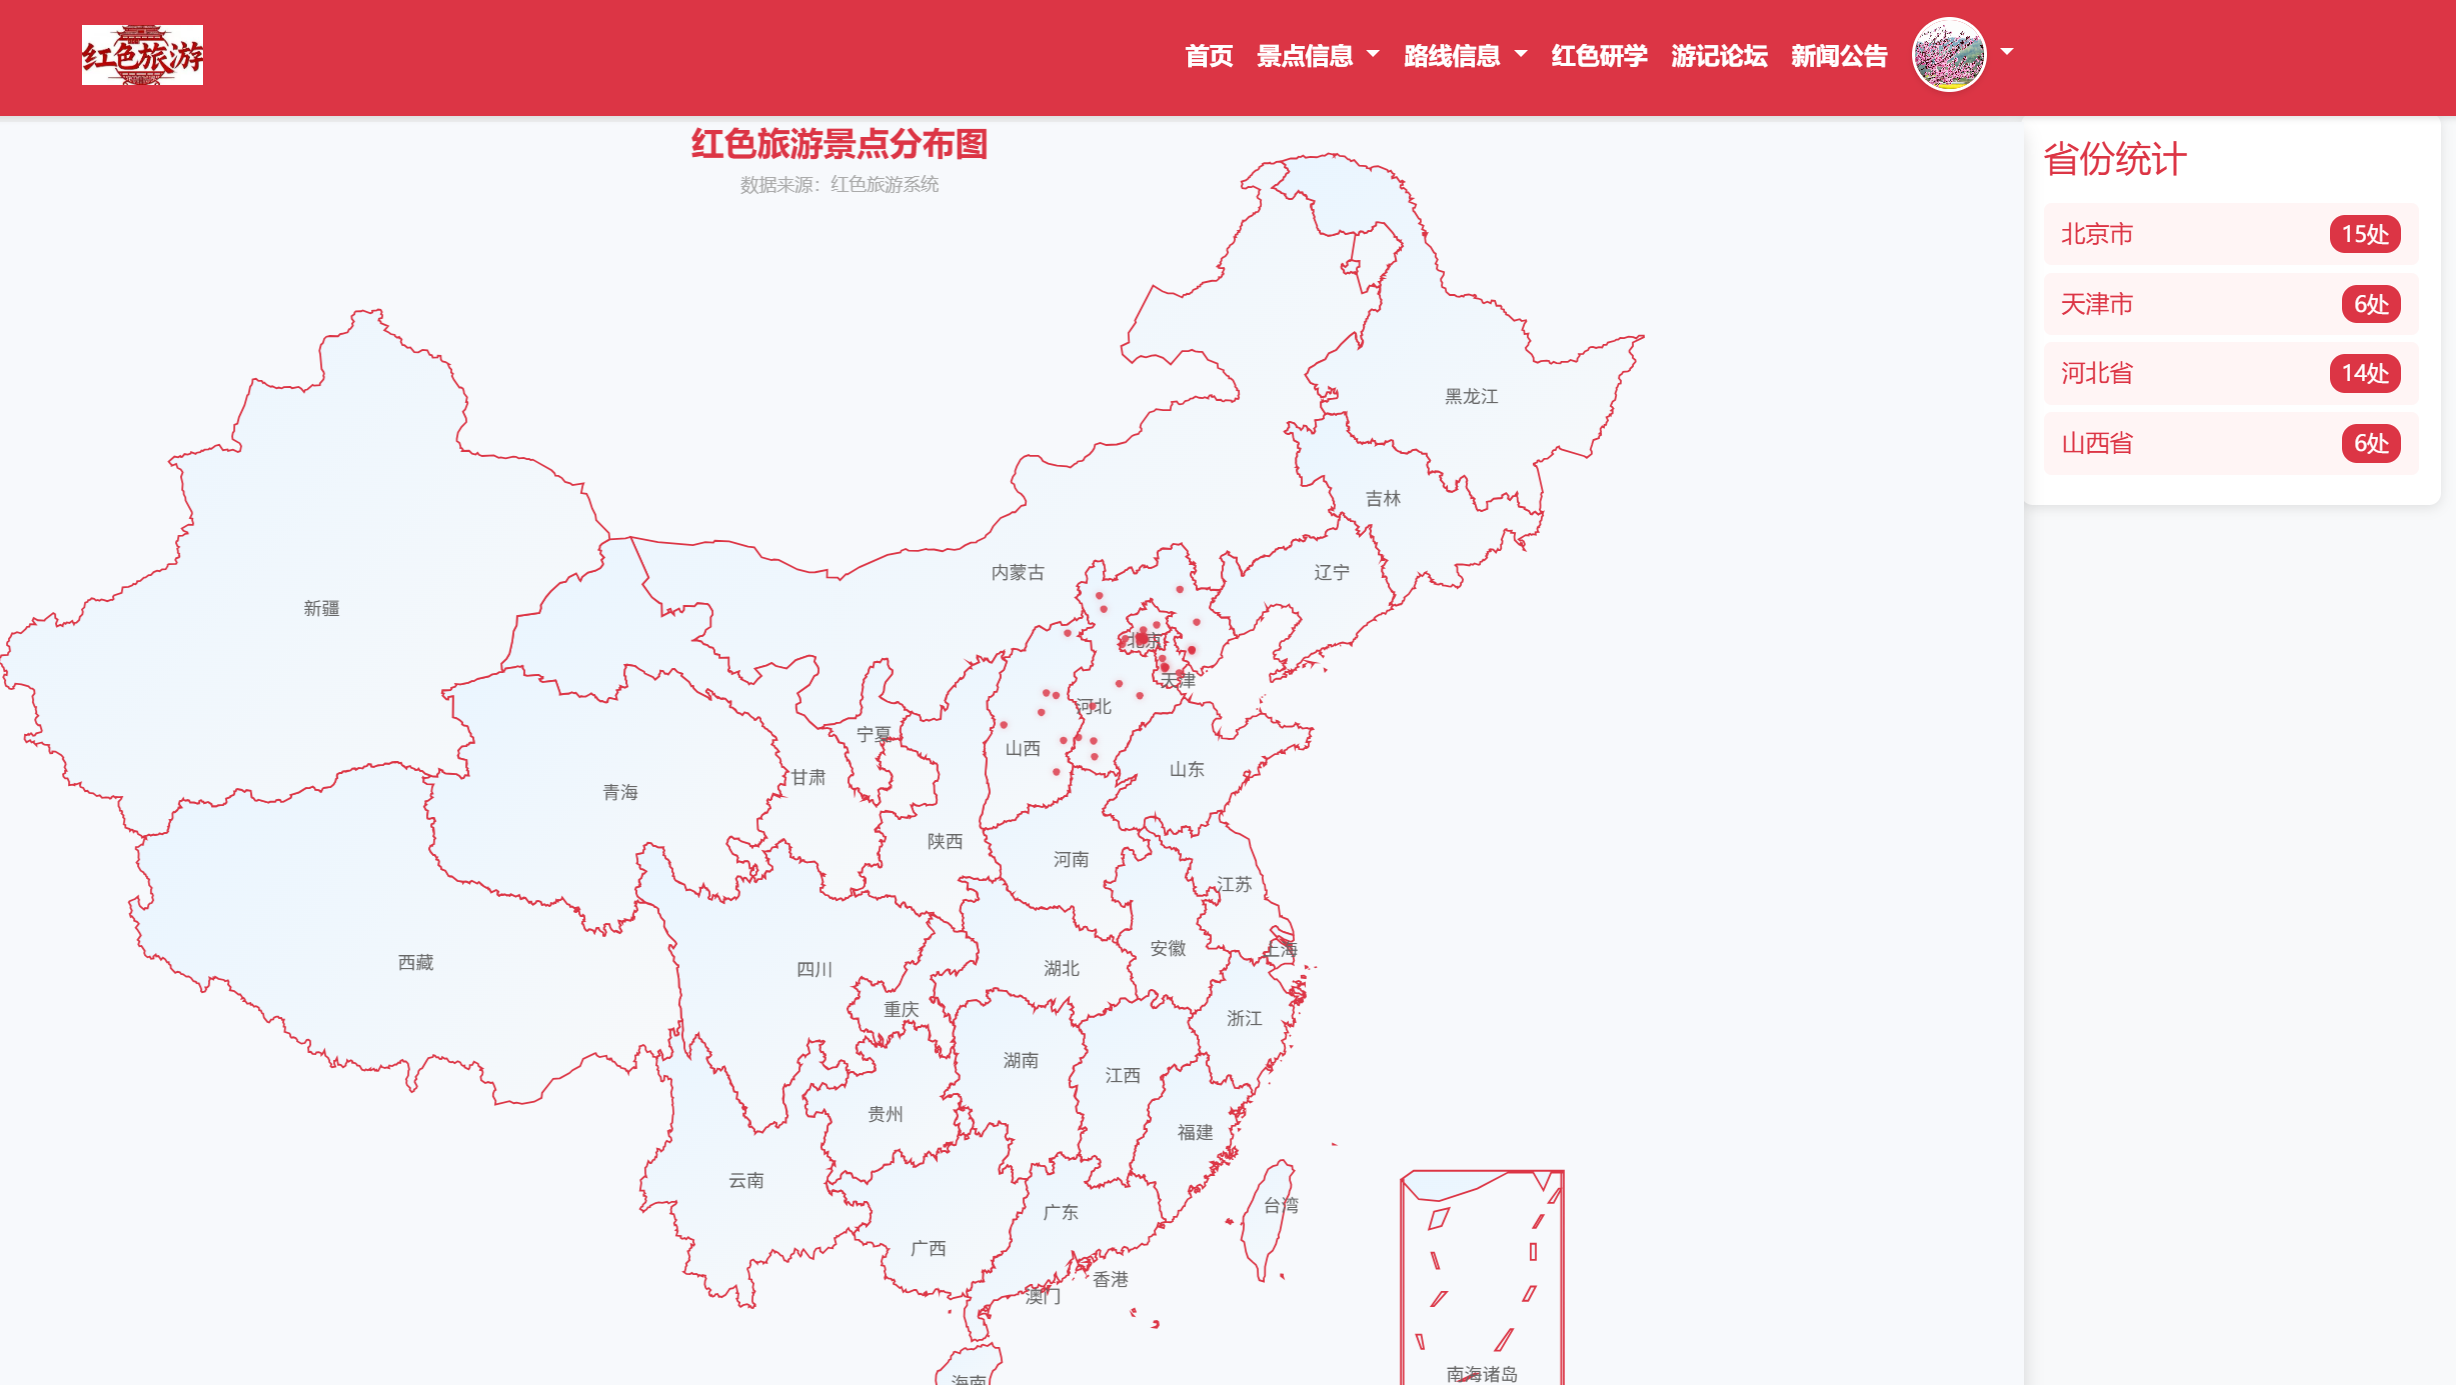 红色旅游
首页 景点信息 路线信息 红色研学 游记论坛 新闻公告
红色旅游景点分布图
数据来源：红色旅游系统
省份统计
北京市 15处
天津市 6处
河北省 14处
山西省 6处
黑龙江
吉林
内蒙古
辽宁
新疆
北京
天津
河北
宁夏
山西
山东
甘肃
青海
陕西
河南
江苏
安徽
上海
西藏
四川
湖北
重庆
浙江
湖南
江西
贵州
福建
云南
台湾
广东
广西
香港
澳门
南海诸岛
海南